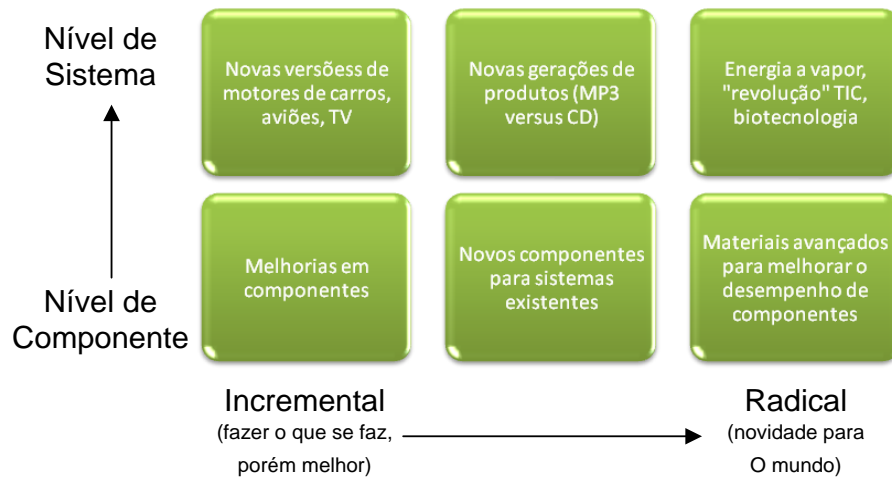 Nível de
Sistema
Novas versõess de
motores de carros,
aviões, TV
Novas gerações de
produtos (MP3
versus CD)
Energia a vapor,
"revolução" TIC,
biotecnologia
Nível de
Componente
Melhorias em
componentes
Novos componentes
para sistemas
existentes
Materiais avançados
para melhorar o
desempenho de
componentes
Incremental
(fazer o que se faz,
porém melhor)
Radical
(novidade para
O mundo)